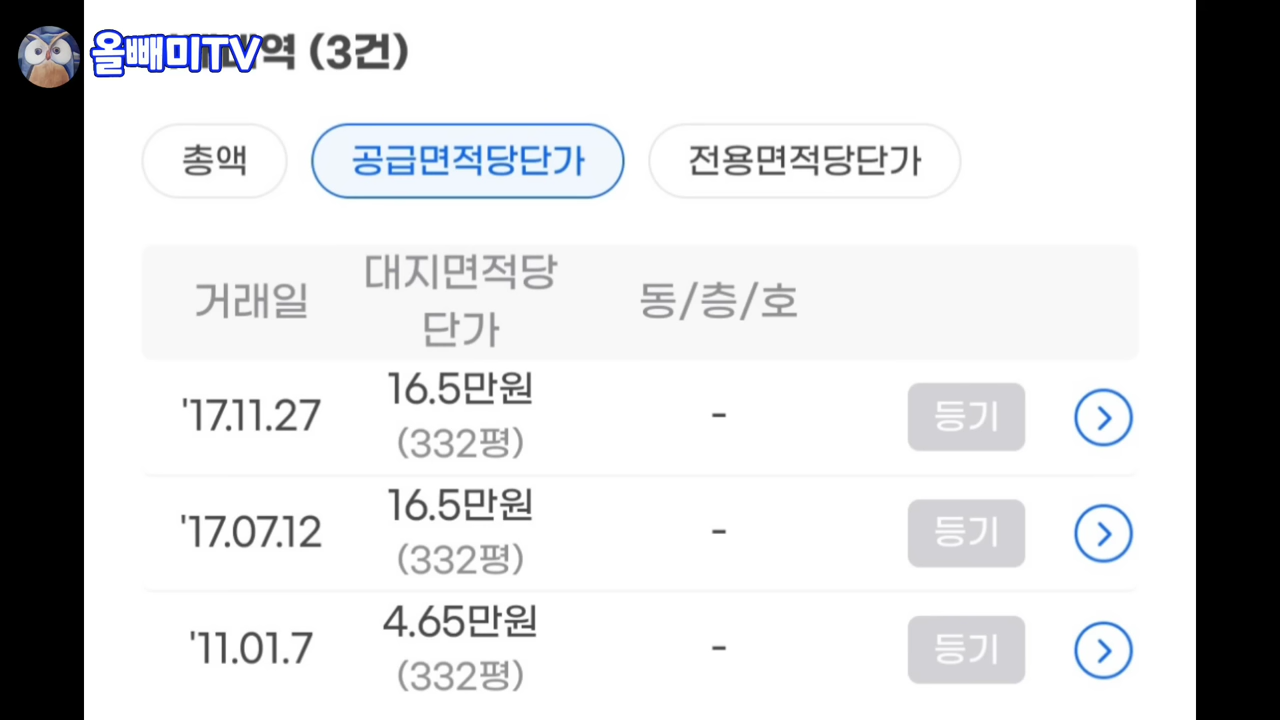 올빼미TV
역 (3건)
총액
공급면적당단가
전용면적당단가
거래일
대지면적당
단가
동/층/호
'17.11.27
16.5만원
(332평)
-
등기
'17.07.12
16.5만원
(332평)
-
등기
'11.01.7
4.65만원
(332평)
-
등기